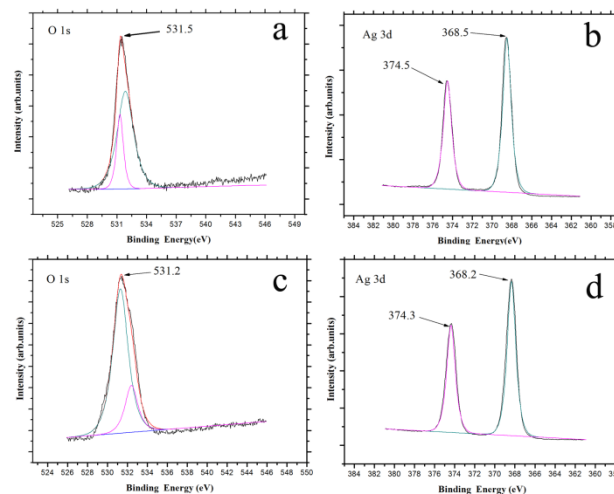 O 1s
531.5
a
Intensity (arb.units)
525 528 531 534 537 540 543 546 549
Binding Energy(eV)
Ag 3d
368.5
374.5
b
Intensity (arb.units)
384 382 380 378 376 374 372 370 368 366 364 362 360 358
Binding Energy(eV)
O 1s
531.2
c
Intensity (arb.units)
524 526 528 530 532 534 536 538 540 542 544 546 548 550
Binding Energy(eV)
Ag 3d
368.2
374.3
d
Intensity (arb.units)
384 382 380 378 376 374 372 370 368 366 364 362 360 358
Binding Energy(eV)